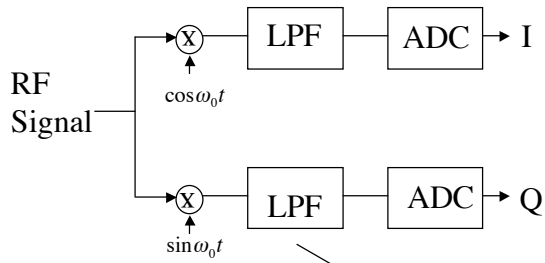 X LPF ADC I
RF
Signal
cosω₀t
X LPF ADC Q
sinω₀t